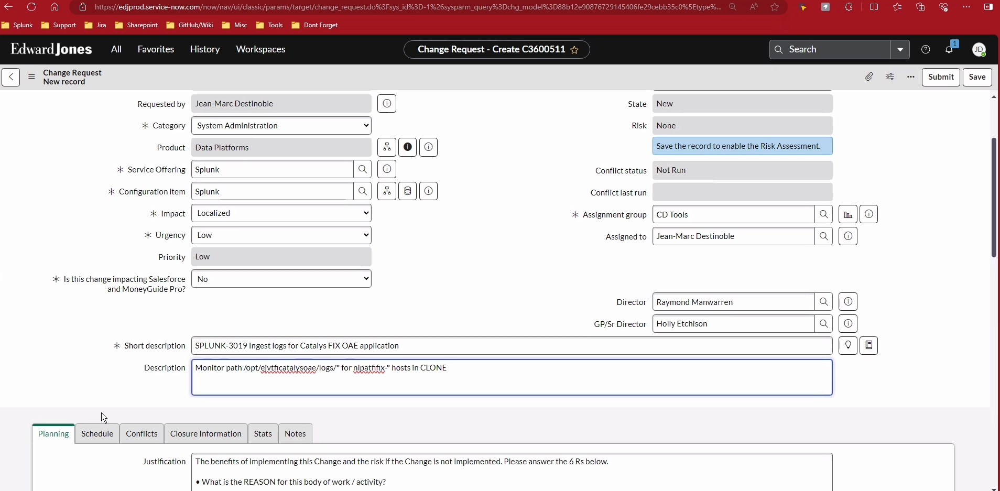 https://edjprod.service-now.com/now/nav/ui/classic/params/target/change_request.do%3Fsys_id%3D-1%26sysparm_query%3Dchg_model%3D88b12e90876729145406fe29cebb35c0%5Etype%...
Splunk Support Jira Sharepoint GitHub/Wiki Misc Tools Dont Forget
Edward Jones All Favorites History Workspaces Change Request - Create C3600511 Search 1 JD
Change Request
New record
Submit Save
Requested by Jean-Marc Destinoble State New
* Category System Administration Risk None
Product Data Platforms Save the record to enable the Risk Assessment.
* Service Offering Splunk Conflict status Not Run
* Configuration item Splunk Conflict last run
* Impact Localized * Assignment group CD Tools
* Urgency Low Assigned to Jean-Marc Destinoble
Priority Low
* Is this change impacting Salesforce and MoneyGuide Pro? No
Director Raymond Manwarren
GP/Sr Director Holly Etchison
* Short description SPLUNK-3019 Ingest logs for Catalys FIX OAE application
Description Monitor path /opt/ejvtficatalysoae/logs/* for nlpatfifix-* hosts in CLONE
Planning Schedule Conflicts Closure Information Stats Notes
Justification The benefits of implementing this Change and the risk if the Change is not implemented. Please answer the 6 Rs below.
• What is the REASON for this body of work / activity?